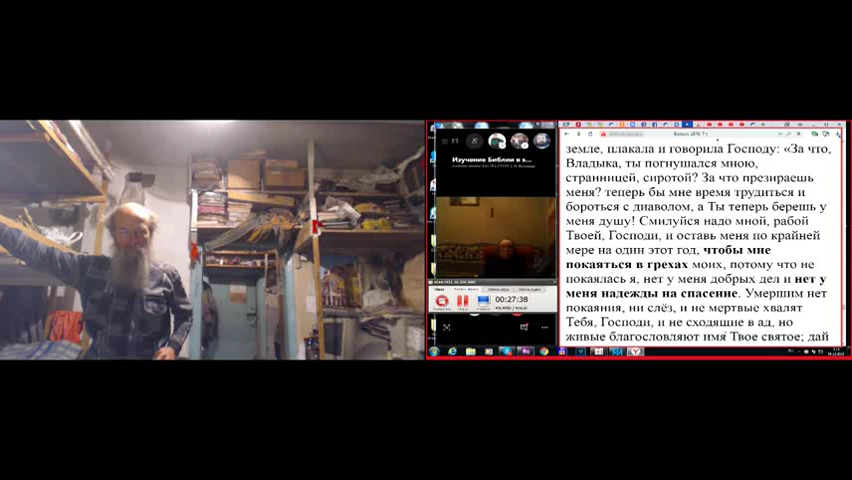 Изучение Библии в в...
00:27:38
земле, плакала и говорила Господу: «За что,
Владыка, ты погнушался мною,
странницей, сиротой? За что презираешь
меня? теперь бы мне время трудиться и
бороться с диаволом, а Ты теперь берешь у
меня душу! Смилуйся надо мной, рабой
Твоей, Господи, и оставь меня по крайней
мере на один этот год, чтобы мне
покаяться в грехах моих, потому что не
покаялась я, нет у меня добрых дел и нет у
меня надежды на спасение. Умершим нет
покаяния, ни слёз, и не мертвые хвалят
Тебя, Господи, и не сходящие в ад, но
живые благословляют имя Твое святое; дай